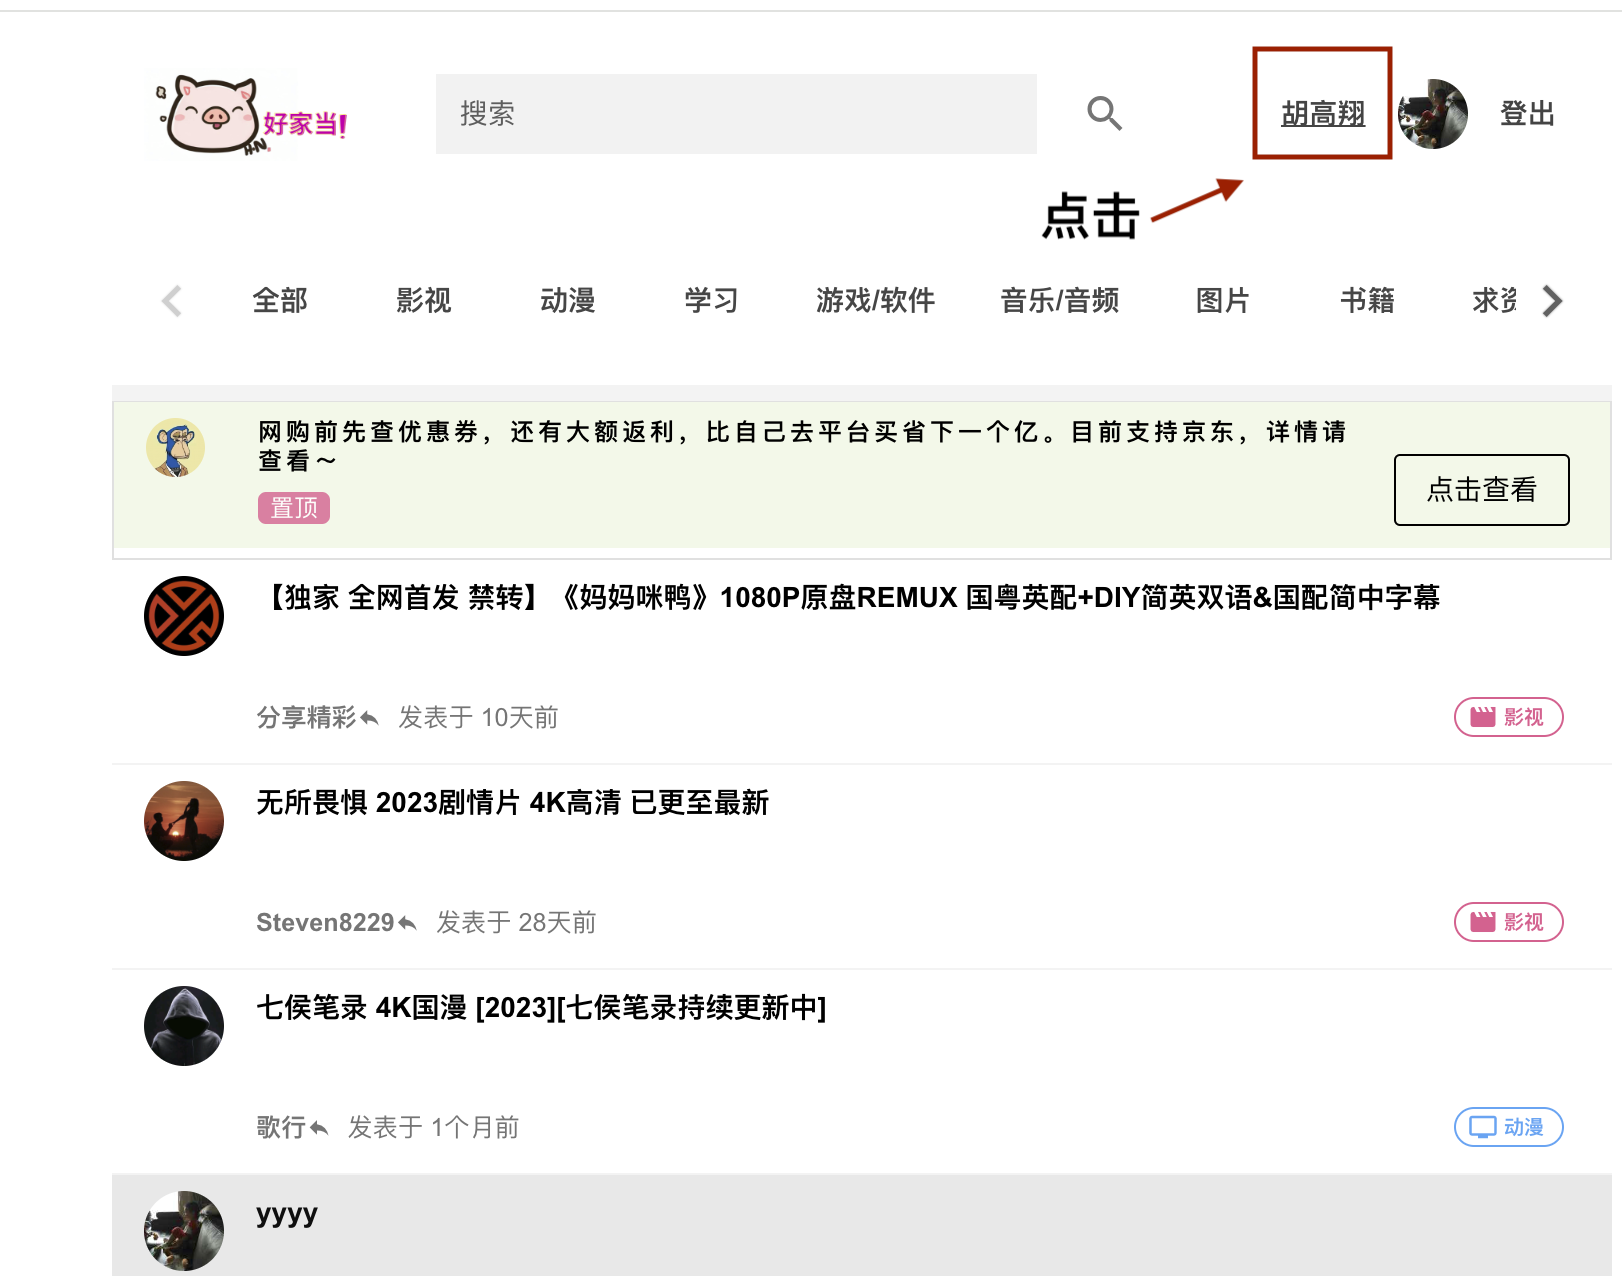 好家当!
HN.
搜索
胡高翔
登出
点击
全部 影视 动漫 学习 游戏/软件 音乐/音频 图片 书籍 求
网购前先查优惠券，还有大额返利，比自己去平台买省下一个亿。目前支持京东，详情请
查看～
置顶
点击查看
【独家 全网首发 禁转】《妈妈咪鸭》1080P原盘REMUX 国粤英配+DIY简英双语&国配简中字幕
分享精彩 发表于 10天前
影视
无所畏惧 2023剧情片 4K高清 已更至最新
Steven8229 发表于 28天前
影视
七侯笔录 4K国漫 [2023][七侯笔录持续更新中]
歌行 发表于 1个月前
动漫
yyyy